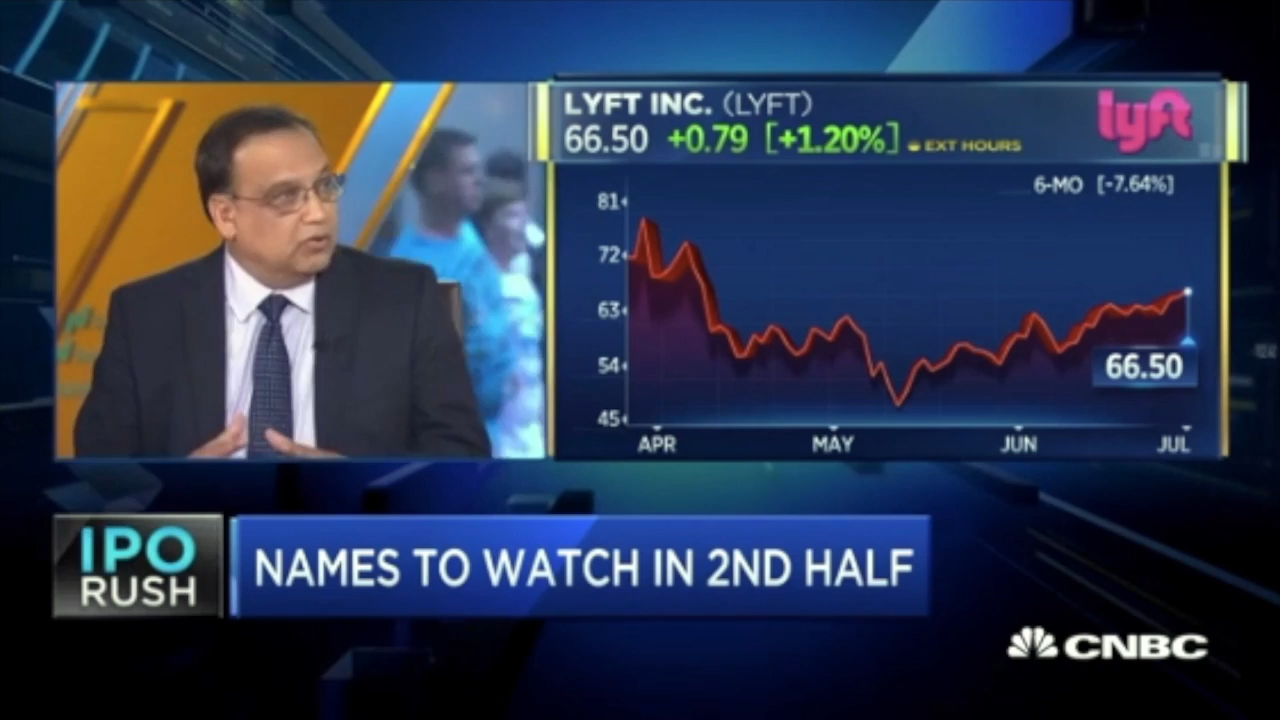 LYFT INC. (LYFT)
66.50 +0.79 [+1.20%] EXT HOURS
lyft
6-MO [-7.64%]
81
72
63
54
45
66.50
APR MAY JUN JUL
IPO
RUSH
NAMES TO WATCH IN 2ND HALF
CNBC